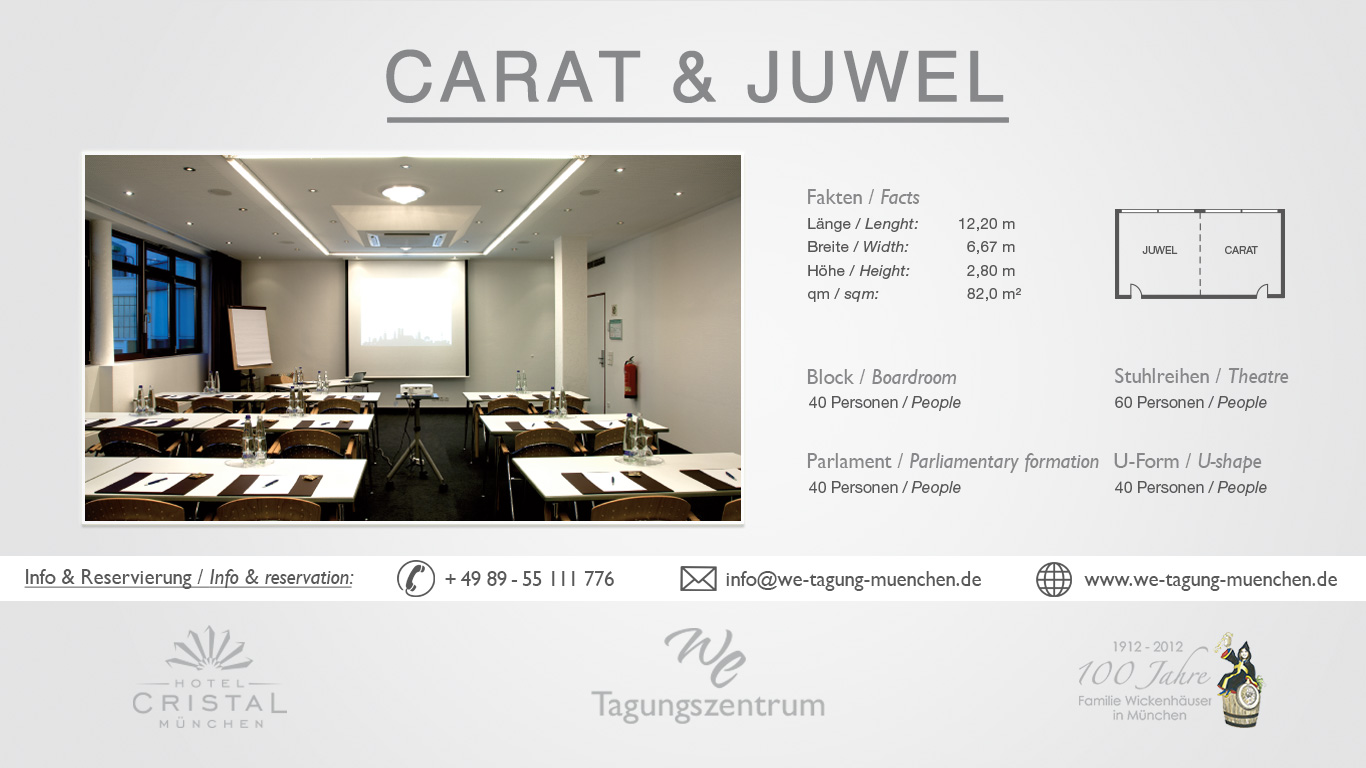 CARAT & JUWEL
Fakten / Facts
Länge / Lenght: 12,20 m
Breite / Width: 6,67 m
Höhe / Height: 2,80 m
qm / sqm: 82,0 m²
JUWEL CARAT
Block / Boardroom
40 Personen / People
Stuhlreihen / Theatre
60 Personen / People
Parlament / Parliamentary formation
40 Personen / People
U-Form / U-shape
40 Personen / People
Info & Reservierung / Info & reservation:
+ 49 89 - 55 111 776
info@we-tagung-muenchen.de
www.we-tagung-muenchen.de
HOTEL
CRISTAL
MÜNCHEN
We
Tagungszentrum
1912 - 2012
100 Jahre
Familie Wickenhäuser
in München